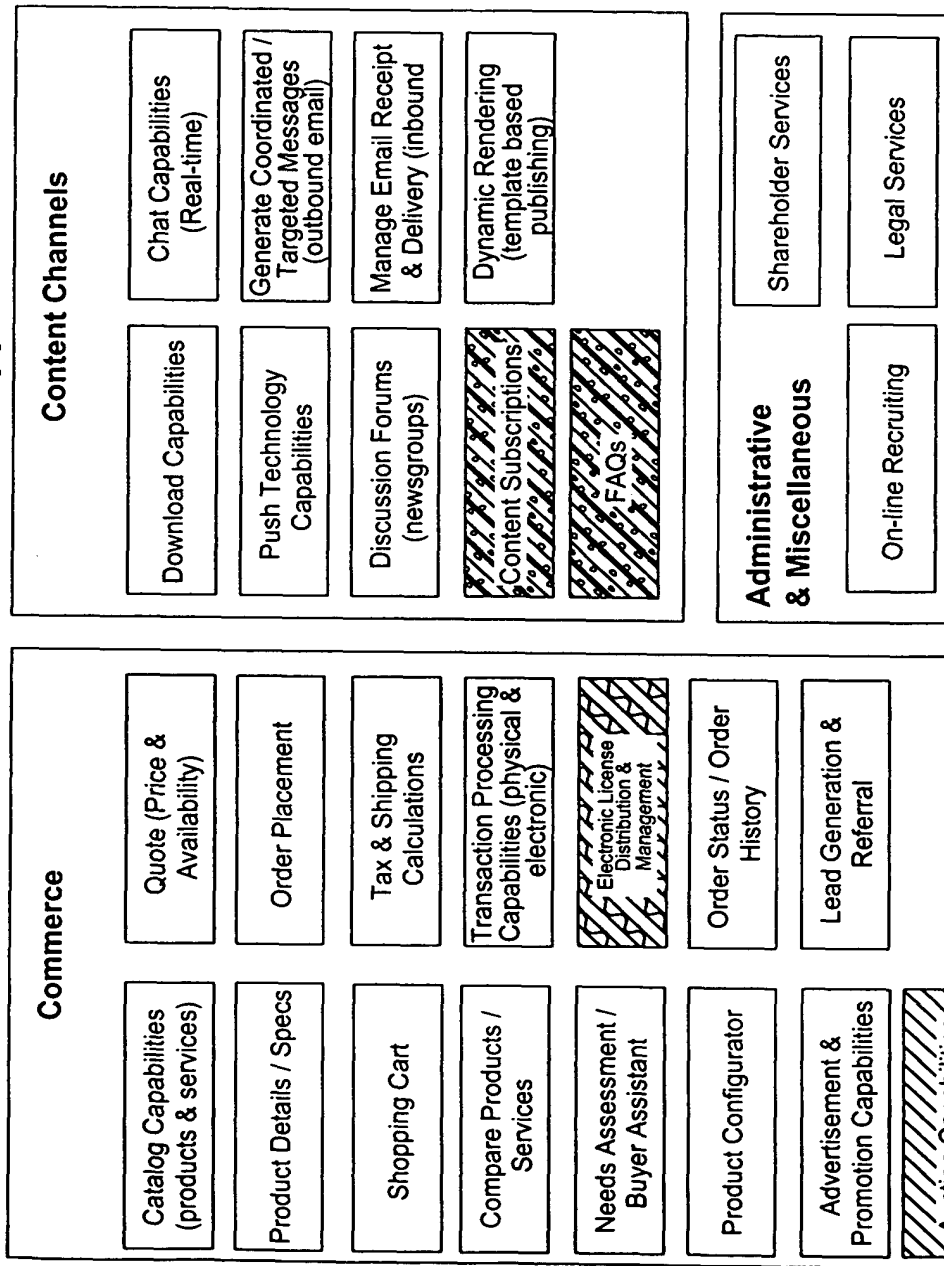 Commerce
Catalog Capabilities
(products & services)
Quote (Price &
Availability)
Product Details / Specs
Order Placement
Shopping Cart
Tax & Shipping
Calculations
Compare Products /
Services
Transaction Processing
Capabilities (physical &
electronic)
Needs Assessment /
Buyer Assistant
Electronic License
Distribution &
Management
Product Configurator
Order Status / Order
History
Advertisement &
Promotion Capabilities
Lead Generation &
Referral
Content Channels
Download Capabilities
Chat Capabilities
(Real-time)
Push Technology
Capabilities
Generate Coordinated /
Targeted Messages
(outbound email)
Discussion Forums
(newsgroups)
Manage Email Receipt
& Delivery (inbound
Content Subscriptions
Dynamic Rendering
(template based
publishing)
FAQs
Administrative
& Miscellaneous
Shareholder Services
On-line Recruiting
Legal Services